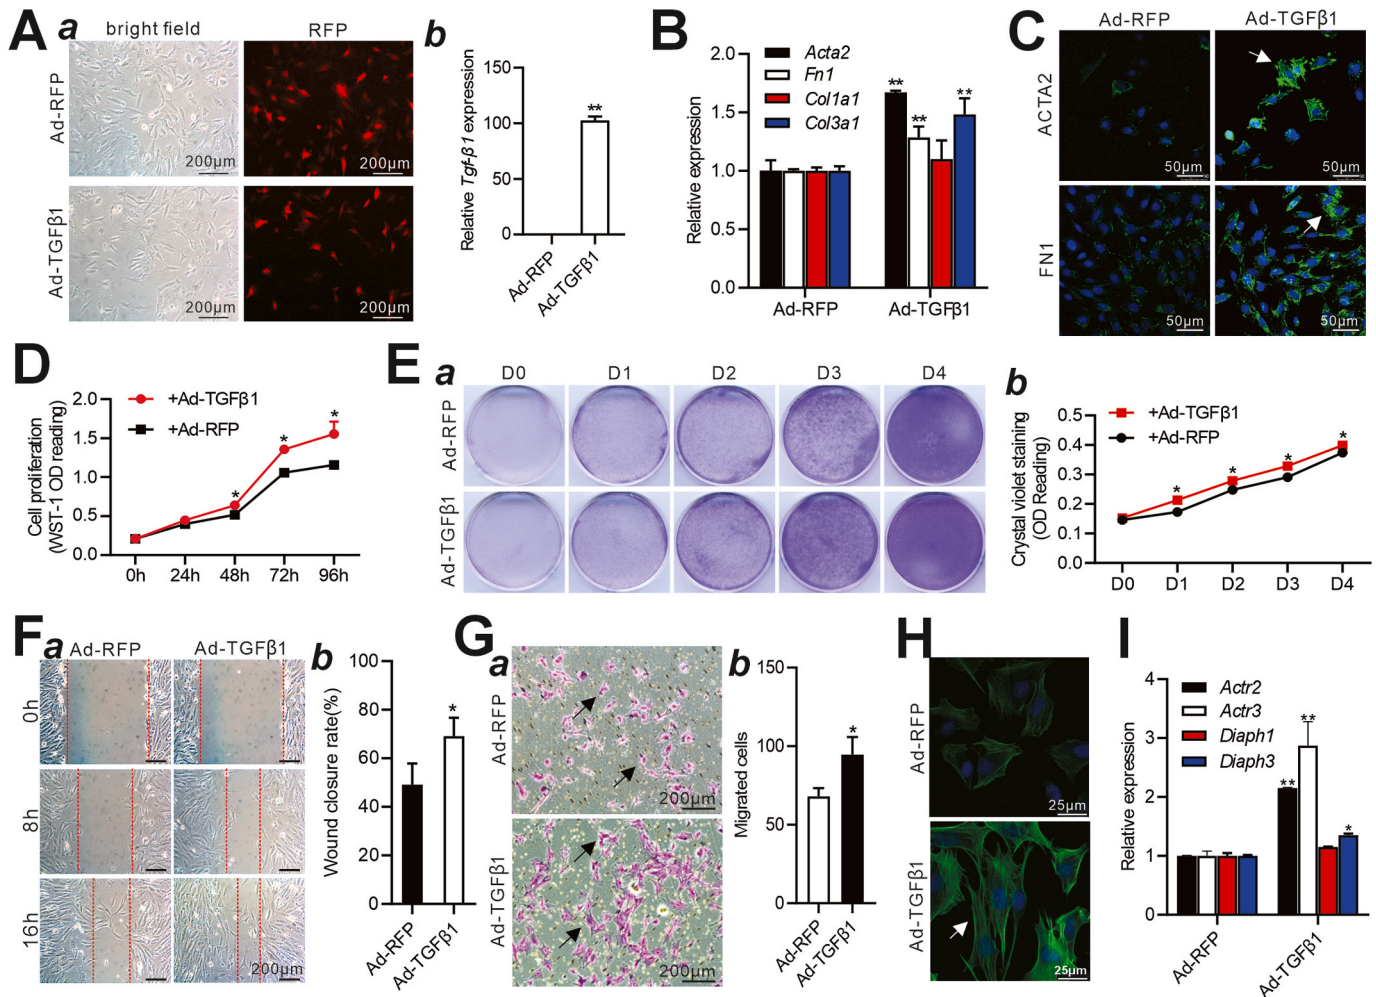 A
a
bright field
RFP
Ad-RFP
200µm
200µm
Ad-TGFβ1
200µm
200µm
b
Relative Tgf-β1 expression
150
100
50
0
**
Ad-RFP
Ad-TGFβ1
B
Acta2
Fn1
Col1a1
Col3a1
Relative expression
2.0
1.5
1.0
0.5
0.0
**
**
**
Ad-RFP
Ad-TGFβ1
C
Ad-RFP
Ad-TGFβ1
ACTA2
50µm
50µm
FN1
50µm
50µm
D
+Ad-TGFβ1
+Ad-RFP
Cell proliferation
(WST-1 OD reading)
2.0
1.5
1.0
0.5
0.0
*
*
*
0h
24h
48h
72h
96h
E
a
D0
D1
D2
D3
D4
Ad-RFP
Ad-TGFβ1
b
+Ad-TGFβ1
+Ad-RFP
Crystal violet staining
(OD Reading)
0.5
0.4
0.3
0.2
0.1
0.0
*
*
*
*
D0
D1
D2
D3
D4
F
a
Ad-RFP
Ad-TGFβ1
0h
8h
16h
200µm
b
Wound closure rate(%)
100
80
60
40
20
0
*
Ad-RFP
Ad-TGFβ1
G
a
Ad-RFP
200µm
Ad-TGFβ1
200µm
b
Migrated cells
150
100
50
0
*
Ad-RFP
Ad-TGFβ1
H
Ad-RFP
25µm
Ad-TGFβ1
25µm
I
Actr2
Actr3
Diaph1
Diaph3
Relative expression
4
3
2
1
0
**
**
*
Ad-RFP
Ad-TGFβ1